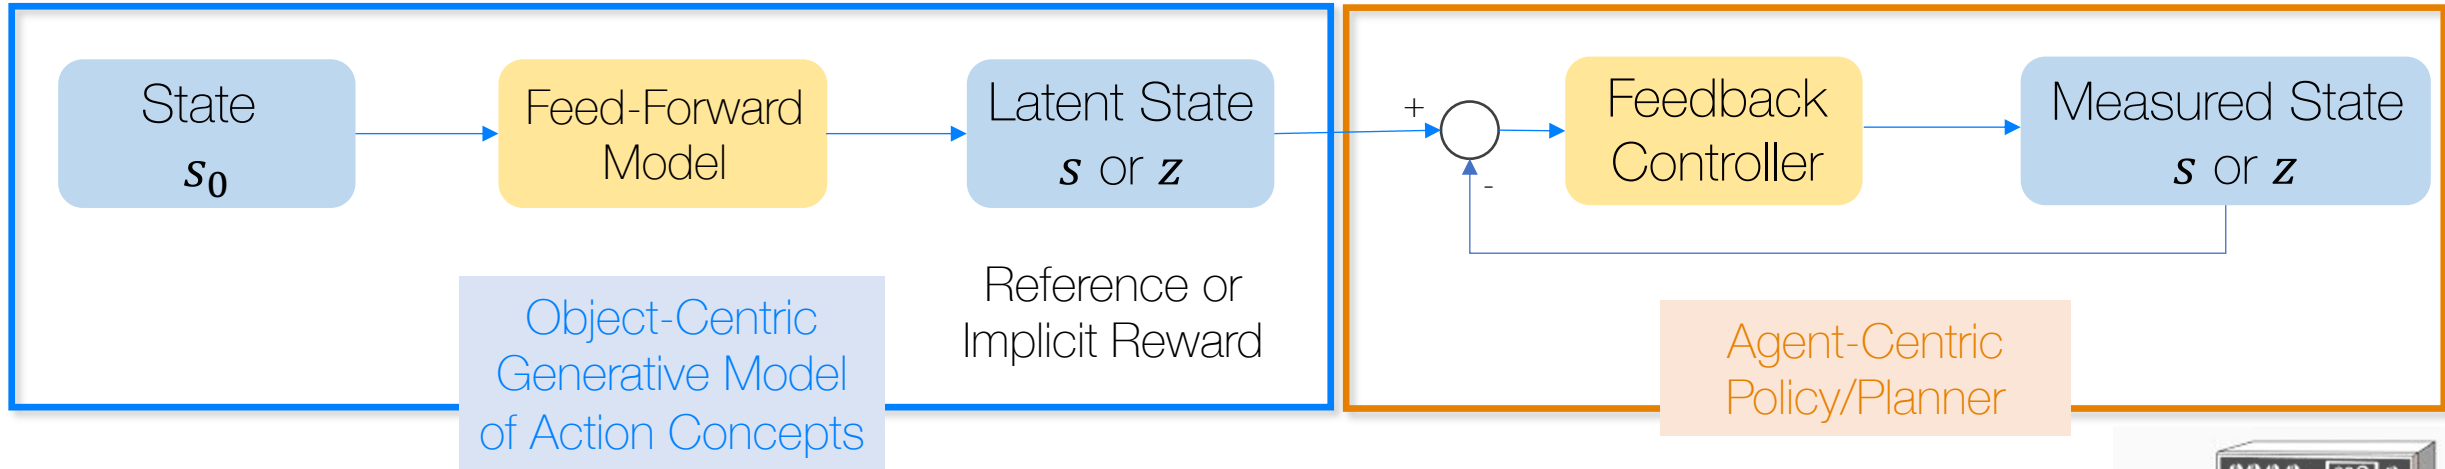 State
s₀
Feed-Forward
Model
Latent State
s or z
+
-
Feedback
Controller
Measured State
s or z
Reference or
Implicit Reward
Object-Centric
Generative Model
of Action Concepts
Agent-Centric
Policy/Planner